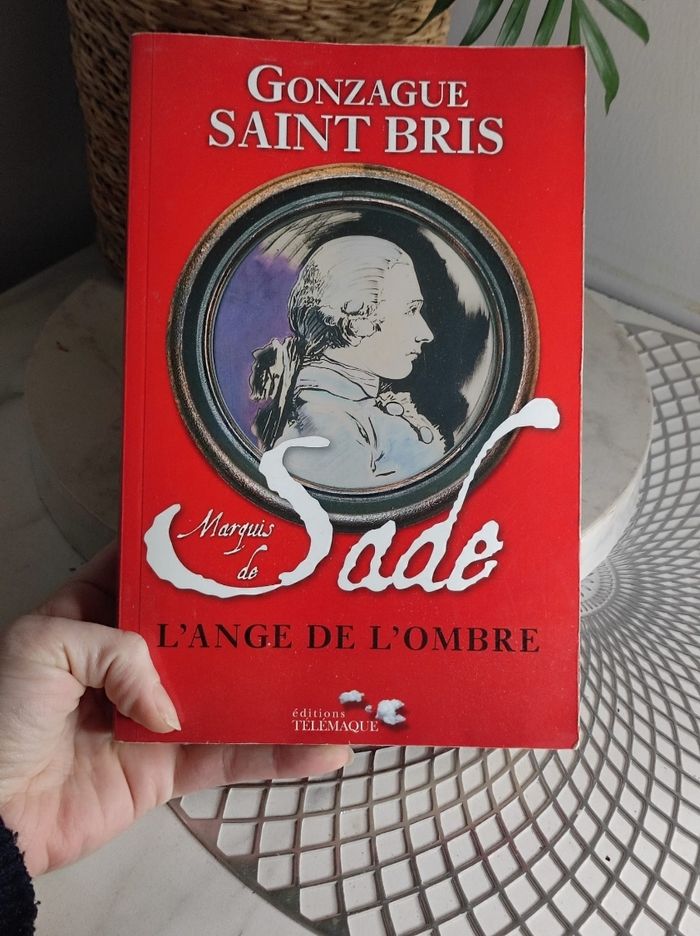 GONZAGUE
SAINT BRIS
Marquis
de
Sade
L'ANGE DE L'OMBRE
éditions
TÉLÉMAQUE